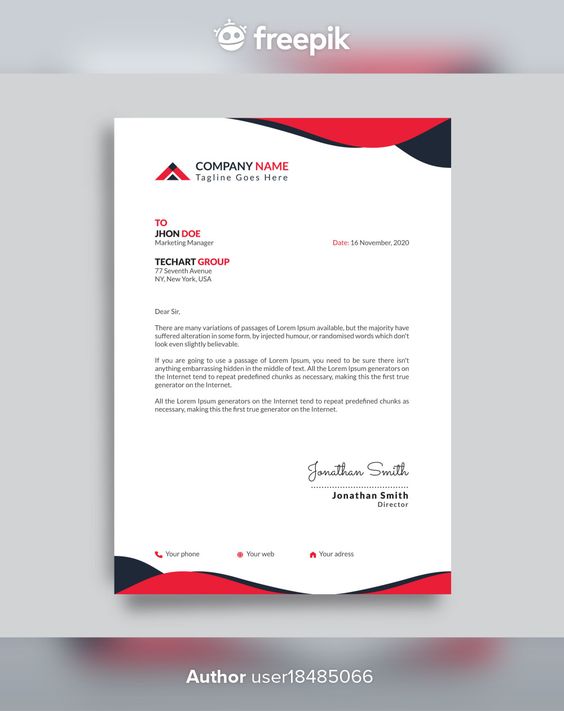 freepik
COMPANY NAME
Tagline Goes Here
TO
JHON DOE
Marketing Manager
Date: 16 November, 2020
TECHART GROUP
77 Seventh Avenue
NY, New York, USA
Dear Sir,
There are many variations of passages of Lorem Ipsum available, but the majority have
suffered alteration in some form, by injected humour, or randomised words which don't
look even slightly believable.
If you are going to use a passage of Lorem Ipsum, you need to be sure there isn't
anything embarrassing hidden in the middle of text. All the Lorem Ipsum generators on
the Internet tend to repeat predefined chunks as necessary, making this the first true
generator on the Internet.
All the Lorem Ipsum generators on the Internet tend to repeat predefined chunks as
necessary, making this the first true generator on the Internet.
Jonathan Smith
Jonathan Smith
Director
Your phone
Your web
Your adress
Author user18485066